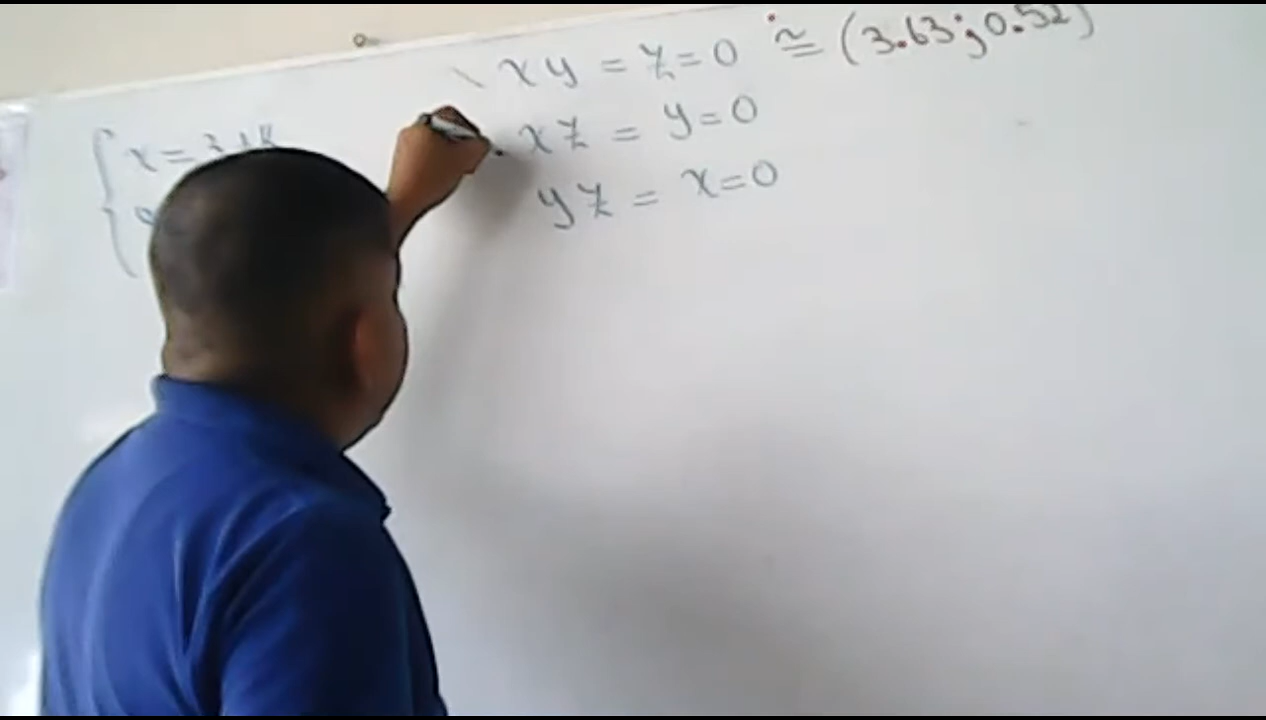 xy = z = 0 ≅ (3.63; 0.52)
xz = y = 0
yz = x = 0
x = 3